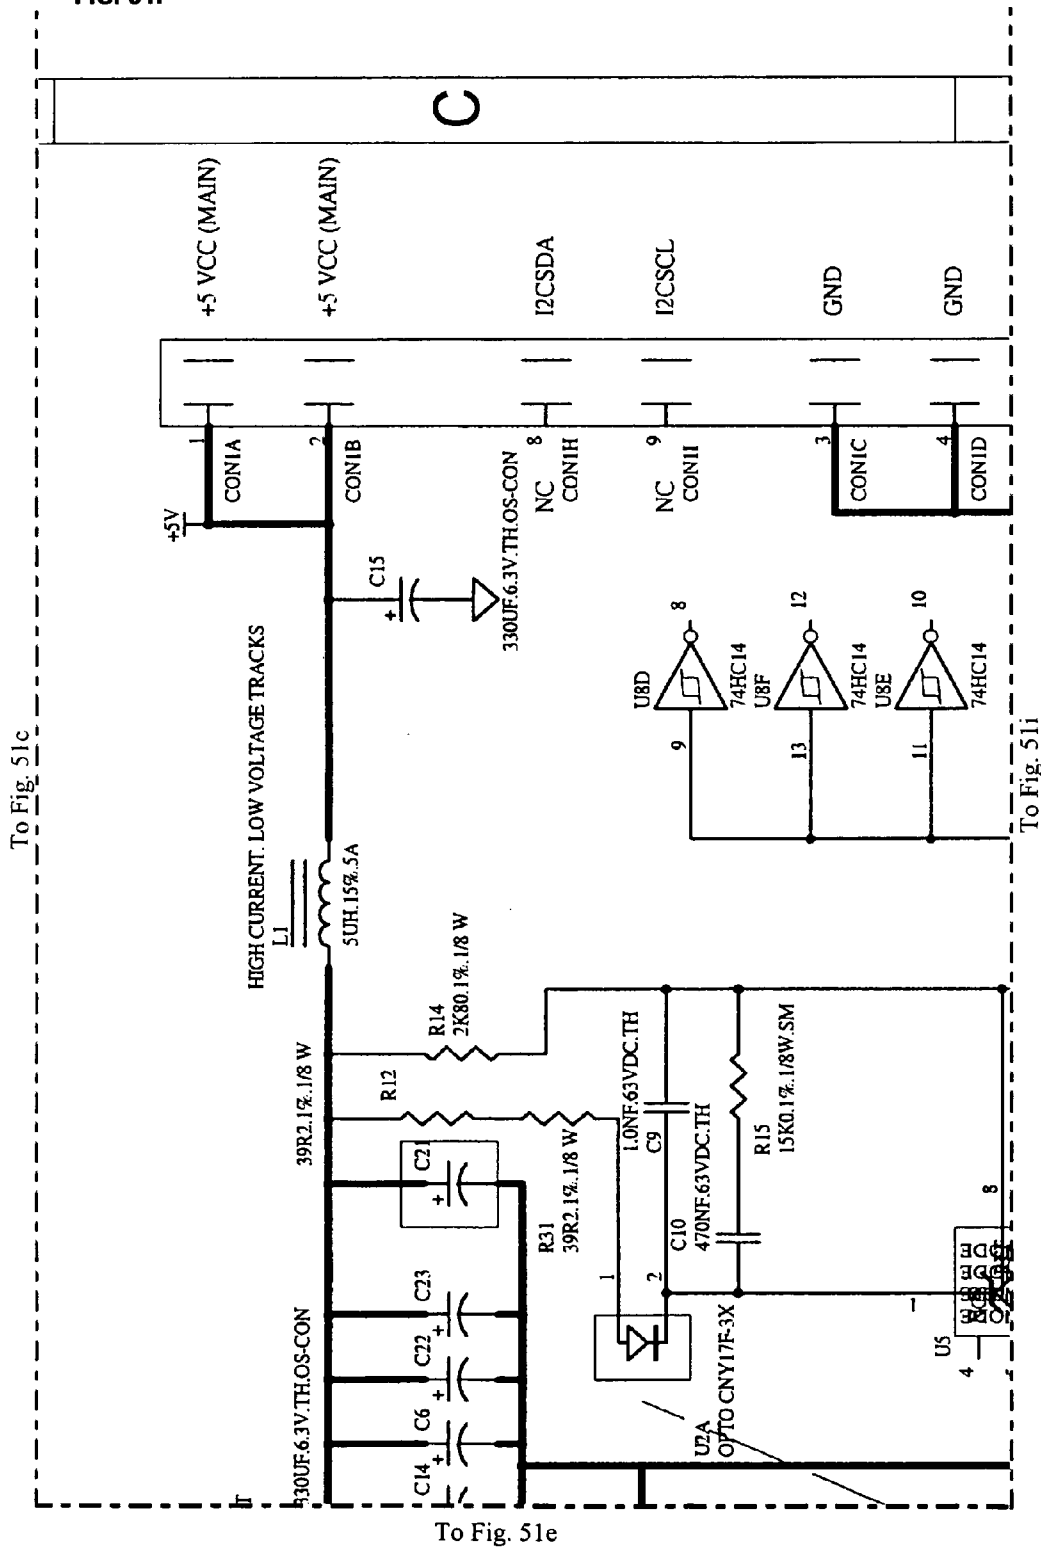 C
+5 VCC (MAIN)
+5 VCC (MAIN)
I2CSDA
I2CSCL
GND
GND
1
2
8
9
3
4
CON1A
CON1B
NC
CON1H
NC
CON1I
CON1C
CON1D
+5V
C15
+
330UF.6.3V.TH.OS-CON
HIGH CURRENT. LOW VOLTAGE TRACKS
To Fig. 51c
To Fig. 51i
U8D
9
8
74HC14
U8F
13
12
74HC14
U8E
11
10
74HC14
L1
5UH.15%.5A
R14
2K80.1%.1/8 W
39R2.1%.1/8 W
R12
R31
39R2.1%.1/8 W
1.0NF.63VDC.TH
C9
C10
470NF.63VDC.TH
R15
15K0.1%.1/8W.SM
C21
+
C23
+
C22
+
C6
+
C14
330UF.6.3V.TH.OS-CON
1
2
U2A
OPTO CNY17F-3X
1
8
U5
4
T
To Fig. 51e